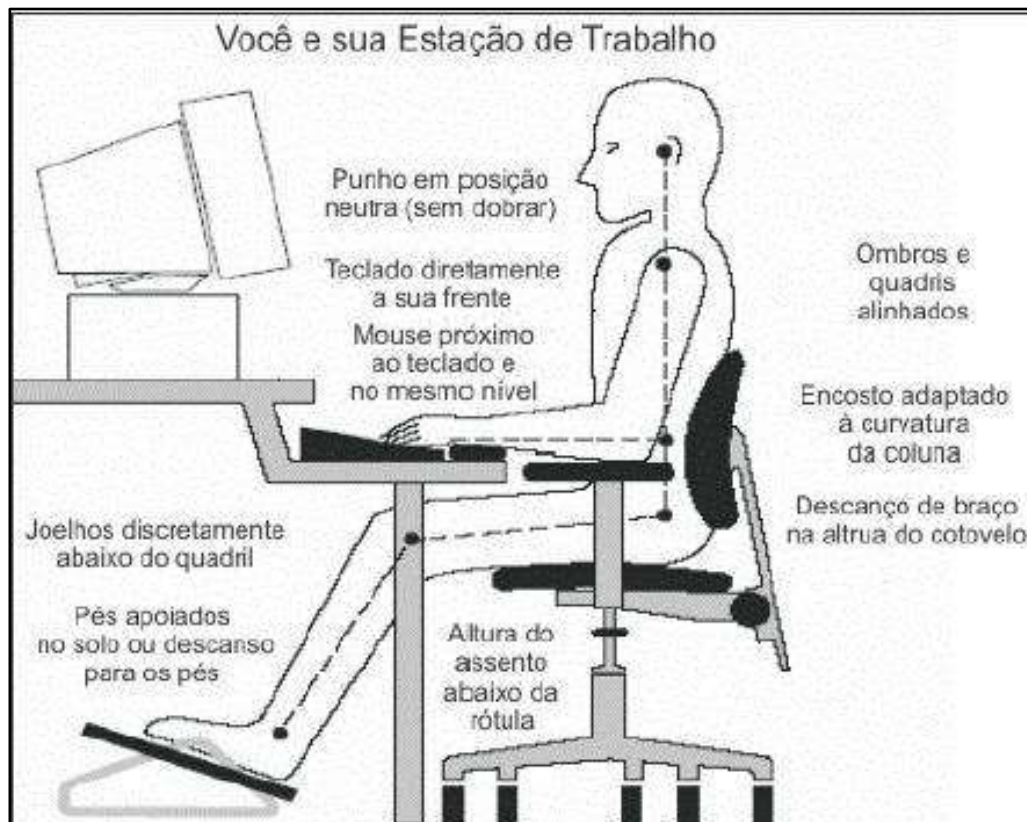 Você e sua Estação de Trabalho
Punho em posição
neutra (sem dobrar)
Teclado diretamente
a sua frente
Mouse próximo
ao teclado e
no mesmo nível
Ombros e
quadris
alinhados
Encosto adaptado
à curvatura
da coluna
Descanço de braço
na altrua do cotovelo
Joelhos discretamente
abaixo do quadril
Pés apoiados
no solo ou descanso
para os pés
Altura do
assento
abaixo da
rótula